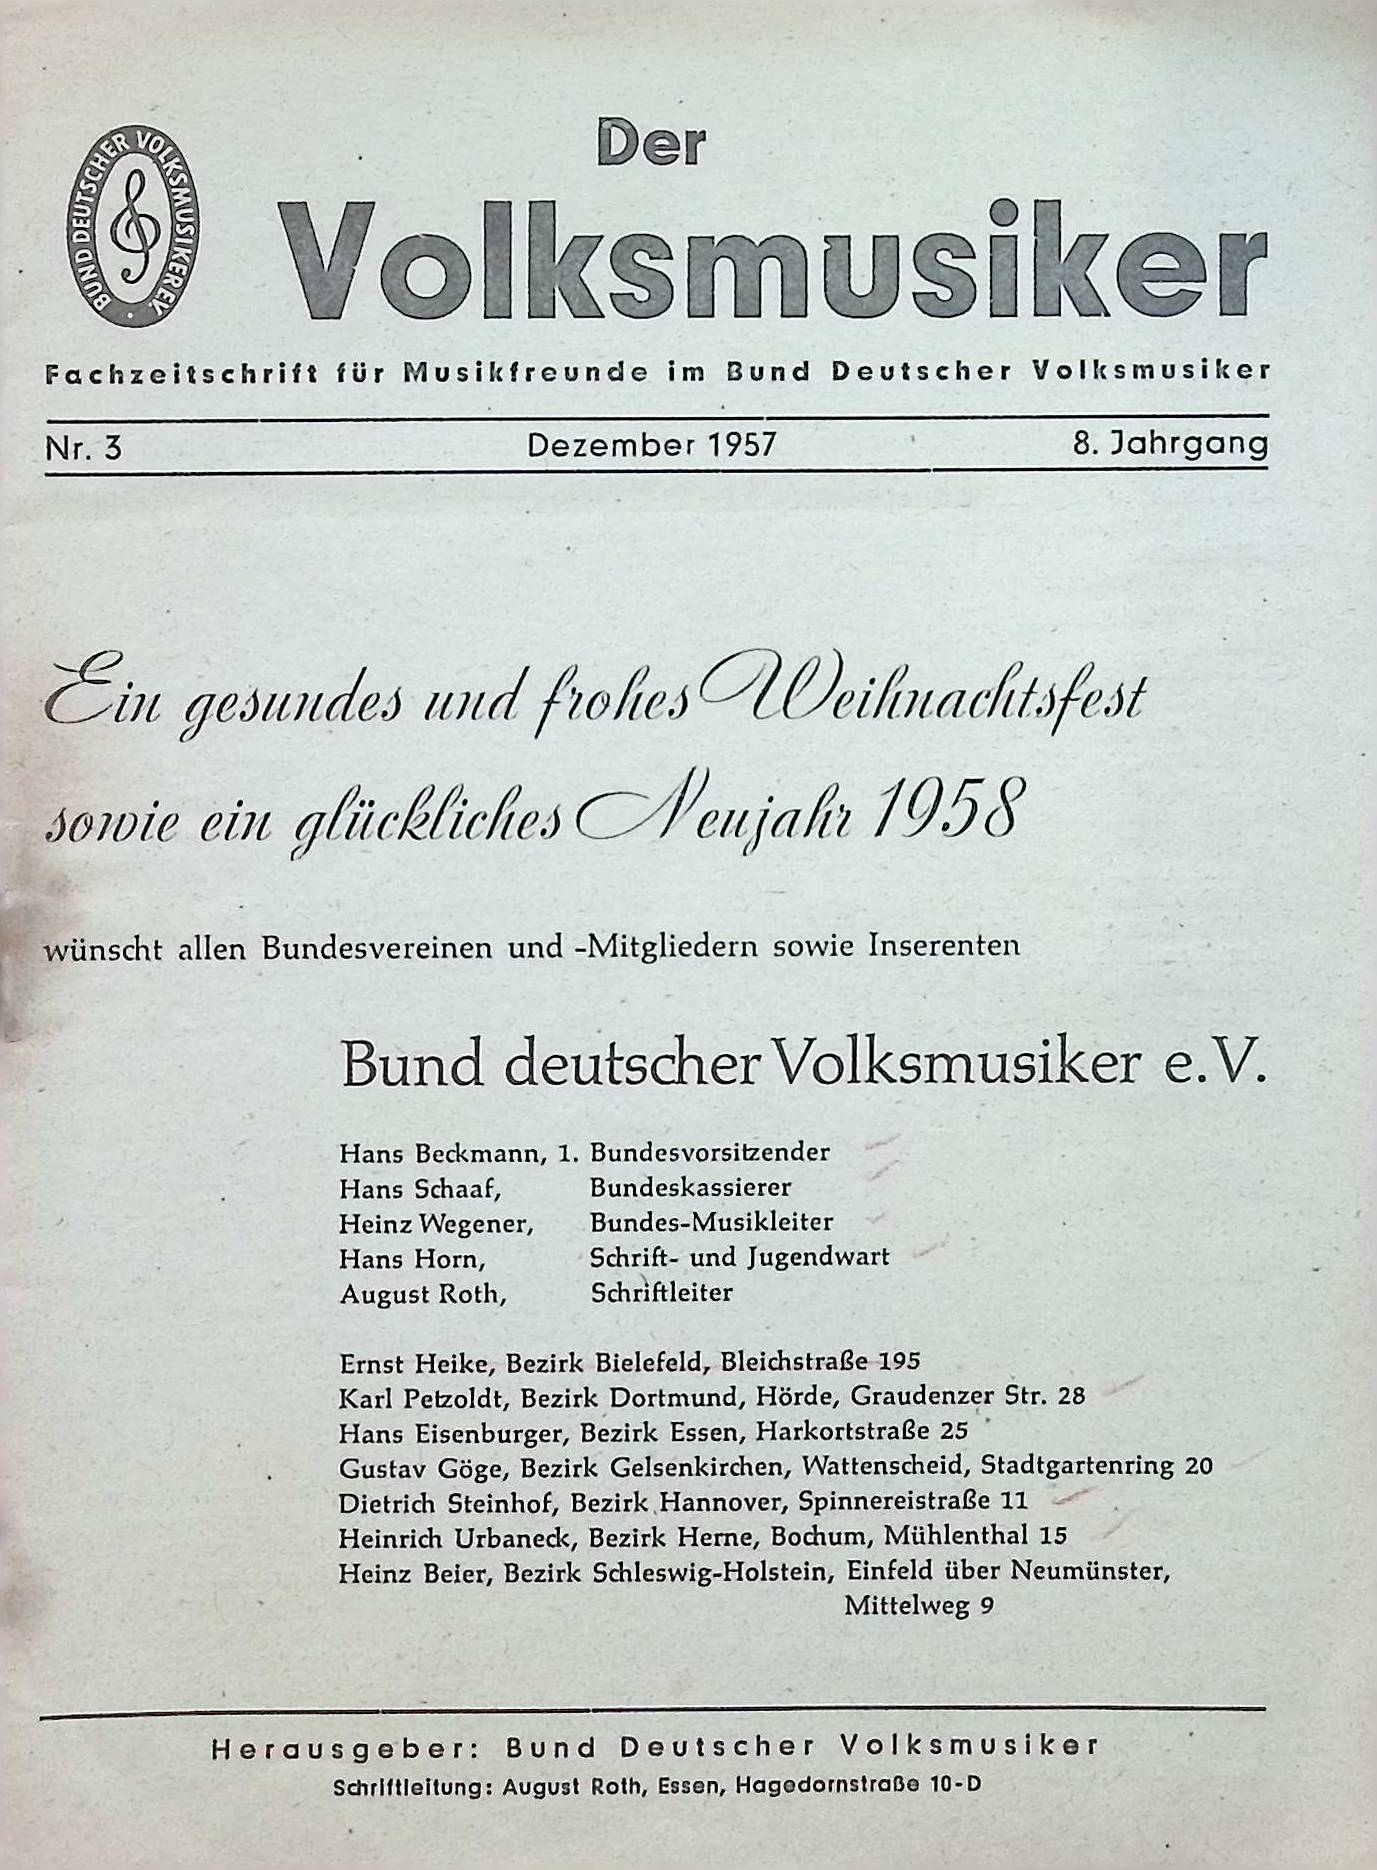 BUND DEUTSCHER VOLKSMUSIKER E.V.
Der
Volksmusiker
Fachzeitschrift für Musikfreunde im Bund Deutscher Volksmusiker
Nr. 3 Dezember 1957 8. Jahrgang
Ein gesundes und frohes Weihnachtsfest
sowie ein glückliches Neujahr 1958
wünscht allen Bundesvereinen und -Mitgliedern sowie Inserenten
Bund deutscher Volksmusiker e.V.
Hans Beckmann, 1. Bundesvorsitzender
Hans Schaaf, Bundeskassierer
Heinz Wegener, Bundes-Musikleiter
Hans Horn, Schrift- und Jugendwart
August Roth, Schriftleiter
Ernst Heike, Bezirk Bielefeld, Bleichstraße 195
Karl Petzoldt, Bezirk Dortmund, Hörde, Graudenzer Str. 28
Hans Eisenburger, Bezirk Essen, Harkortstraße 25
Gustav Göge, Bezirk Gelsenkirchen, Wattenscheid, Stadtgartenring 20
Dietrich Steinhof, Bezirk Hannover, Spinnereistraße 11
Heinrich Urbaneck, Bezirk Herne, Bochum, Mühlenthal 15
Heinz Beier, Bezirk Schleswig-Holstein, Einfeld über Neumünster,
Mittelweg 9
Herausgeber: Bund Deutscher Volksmusiker
Schriftleitung: August Roth, Essen, Hagedornstraße 10-D